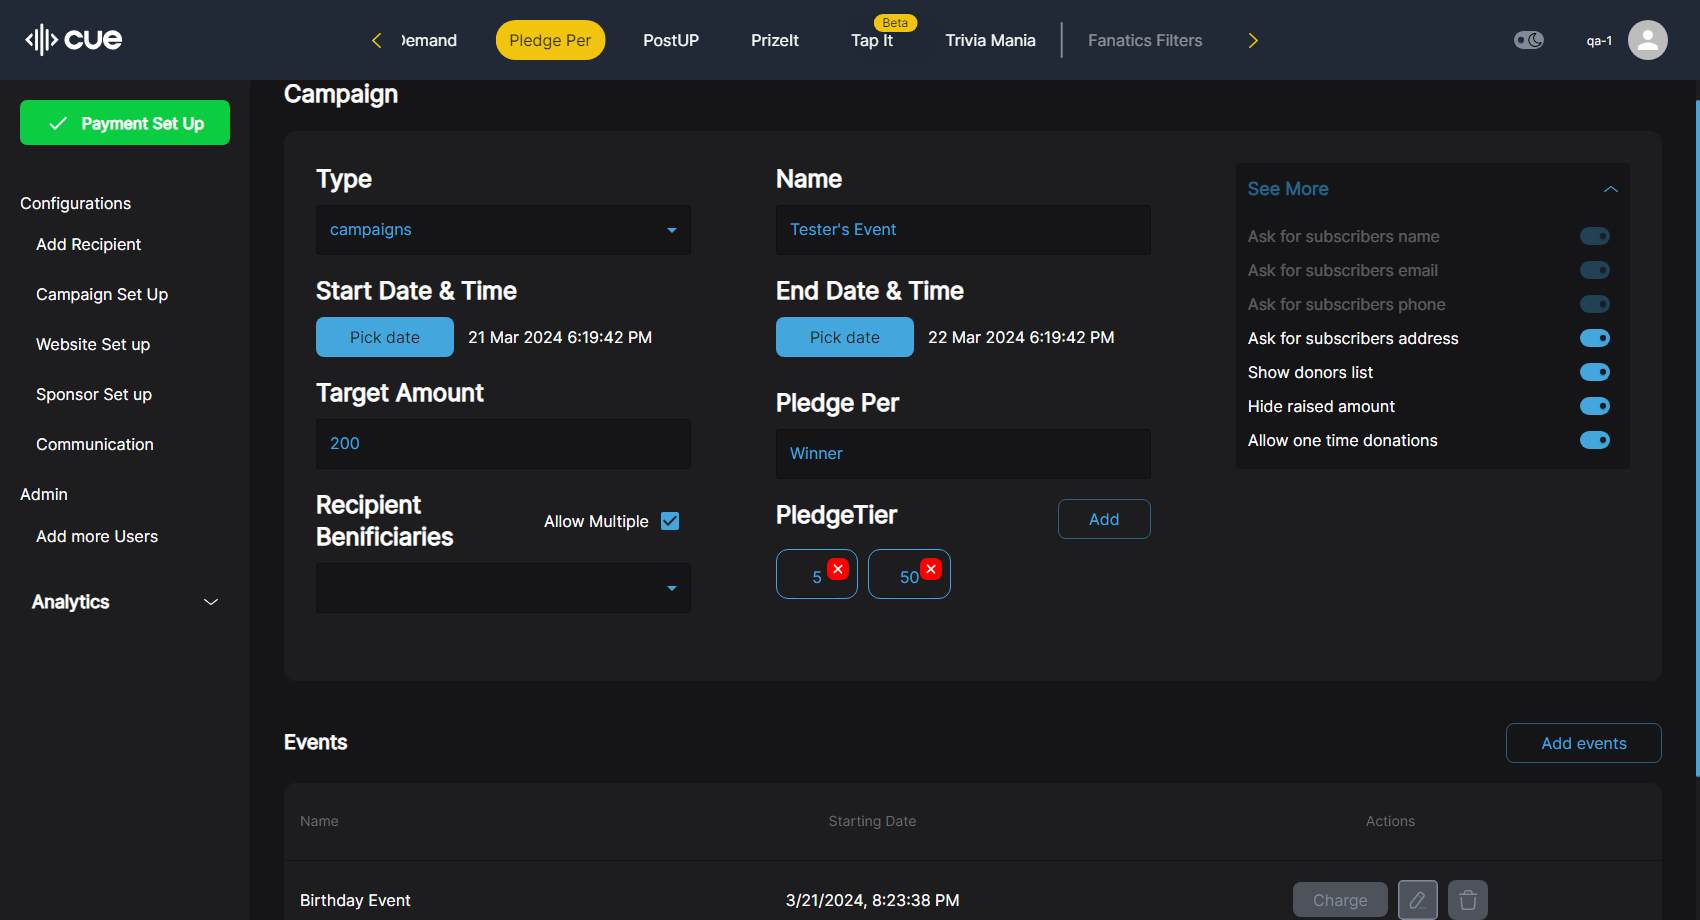 cue
Demand
Pledge Per
PostUP
PrizeIt
Beta
Tap It
Trivia Mania
Fanatics Filters
qa-1
Payment Set Up
Configurations
Add Recipient
Campaign Set Up
Website Set up
Sponsor Set up
Communication
Admin
Add more Users
Analytics
Campaign
Type
campaigns
Name
Tester's Event
Start Date & Time
Pick date 21 Mar 2024 6:19:42 PM
End Date & Time
Pick date 22 Mar 2024 6:19:42 PM
Target Amount
200
Pledge Per
Winner
Recipient
Benificiaries
Allow Multiple
PledgeTier
Add
5
50
See More
Ask for subscribers name
Ask for subscribers email
Ask for subscribers phone
Ask for subscribers address
Show donors list
Hide raised amount
Allow one time donations
Events
Add events
Name Starting Date Actions
Birthday Event 3/21/2024, 8:23:38 PM Charge